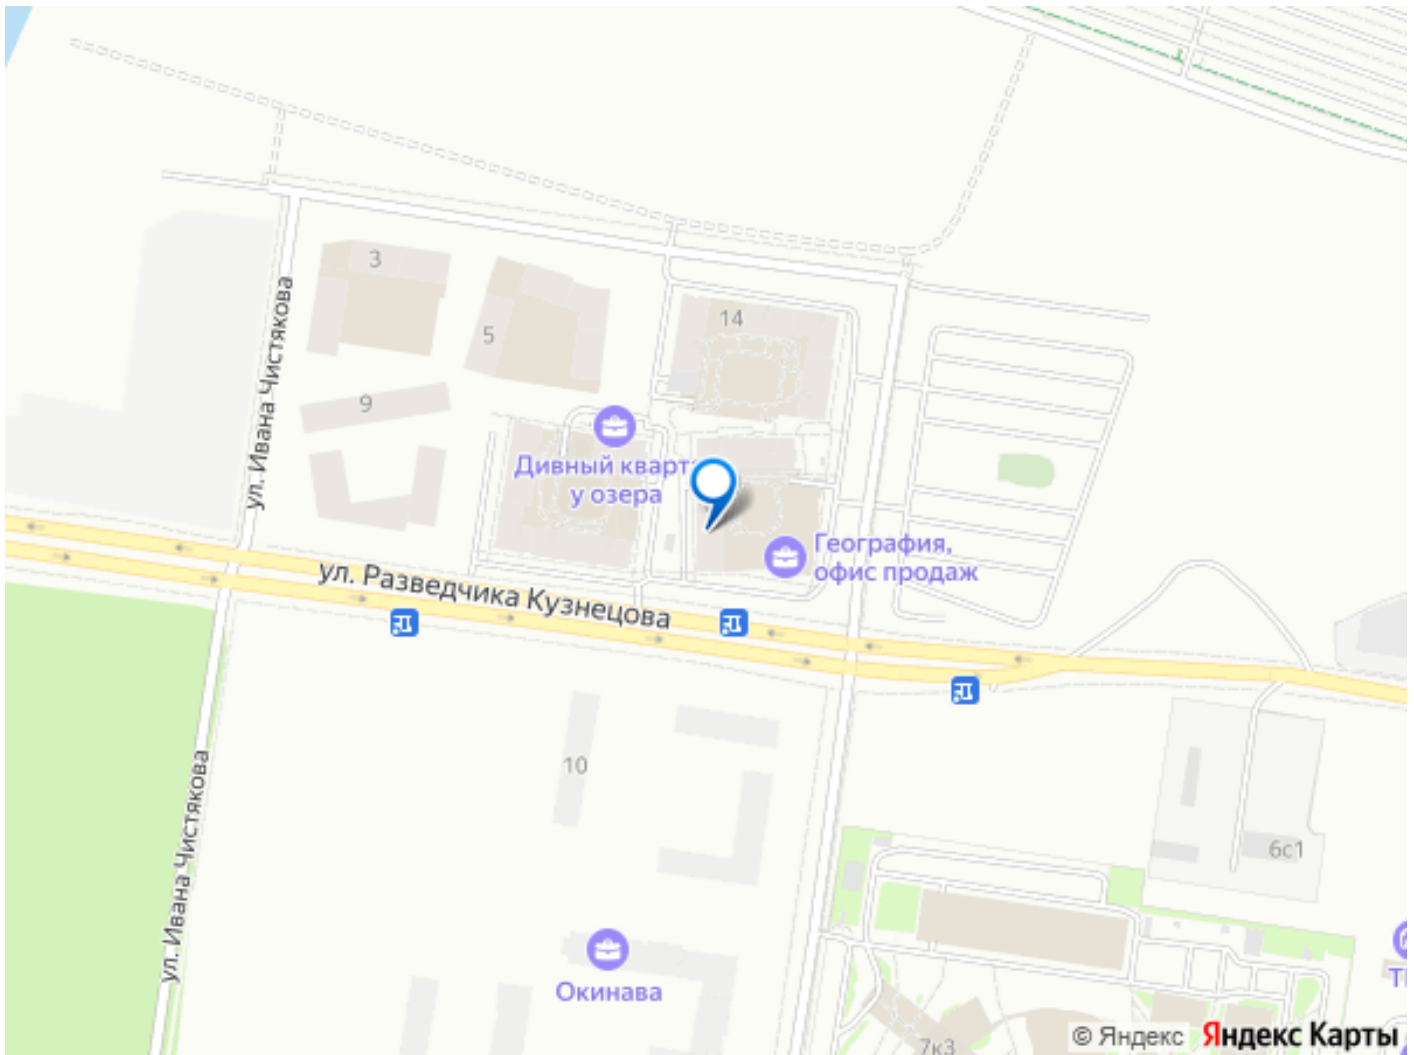 3
14
5
ул. Ивана Чистякова
9
Дивный кварта
у озера
География,
офис продаж
ул. Разведчика Кузнецова
10
ул. Ивана Чистякова
6с1
Окинава
7к3
© Яндекс Яндекс Карты